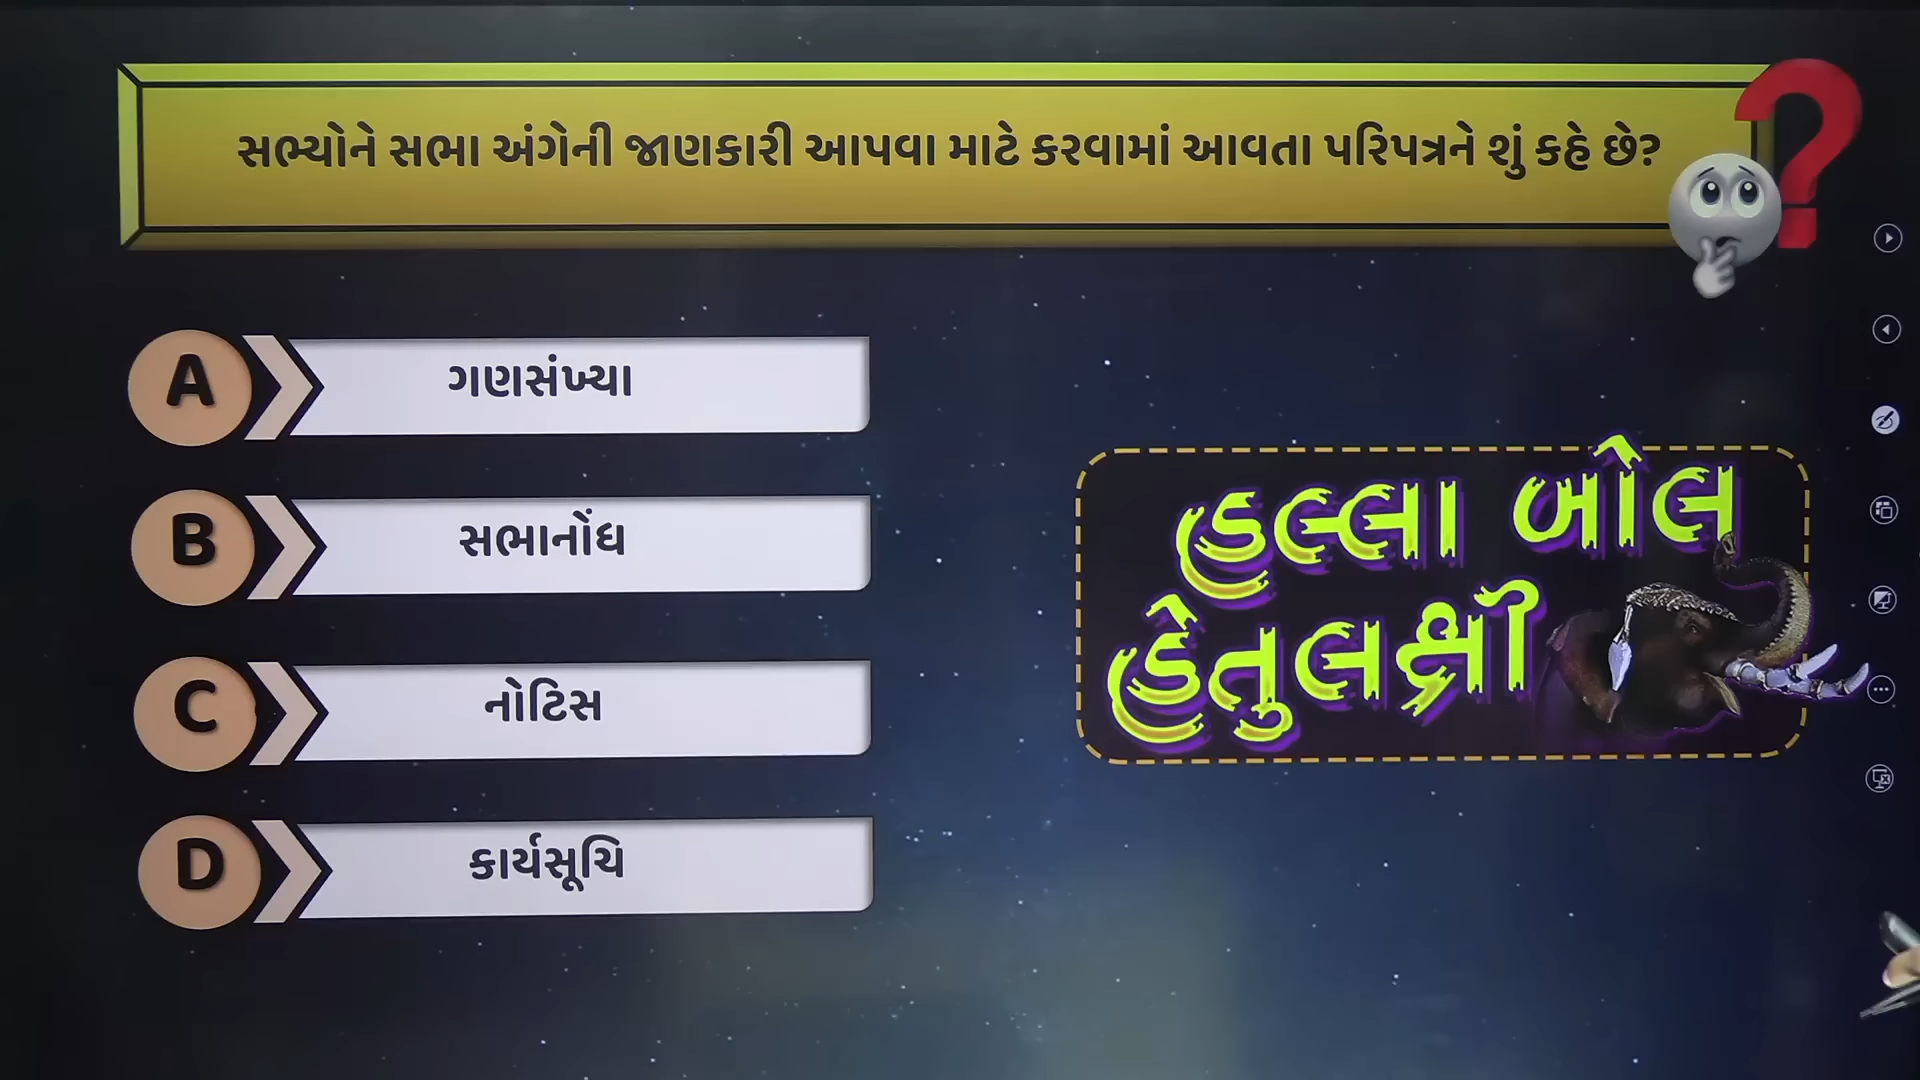 સભ્યોને સભા અંગેની જાણકારી આપવા માટે કરવામાં આવતા પરિપત્રને શું કહે છે?
A ગણસંખ્યા
B સભાનોંધ
C નોટિસ
D કાર્યસૂચિ
હલ્લા બોલ
હેતુલક્ષી